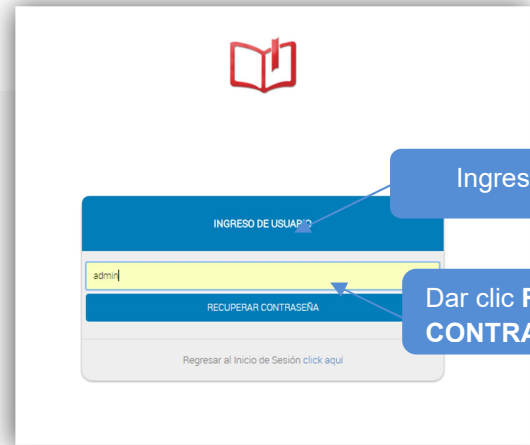 Ingres
INGRESO DE USUARIO
admin
Dar clic
CONTRA
RECUPERAR CONTRASEÑA
Regresar al Inicio de Sesión click aquí